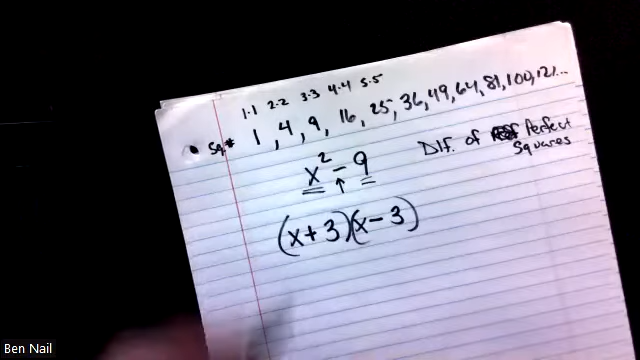 1·1 2·2 3·3 4·4 5·5
Sq.# 1, 4, 9, 16, 25, 36, 49, 64, 81, 100, 121...
x² - 9
Dif. of Perfect
Squares
↑
(x+3)(x-3)
Ben Nail